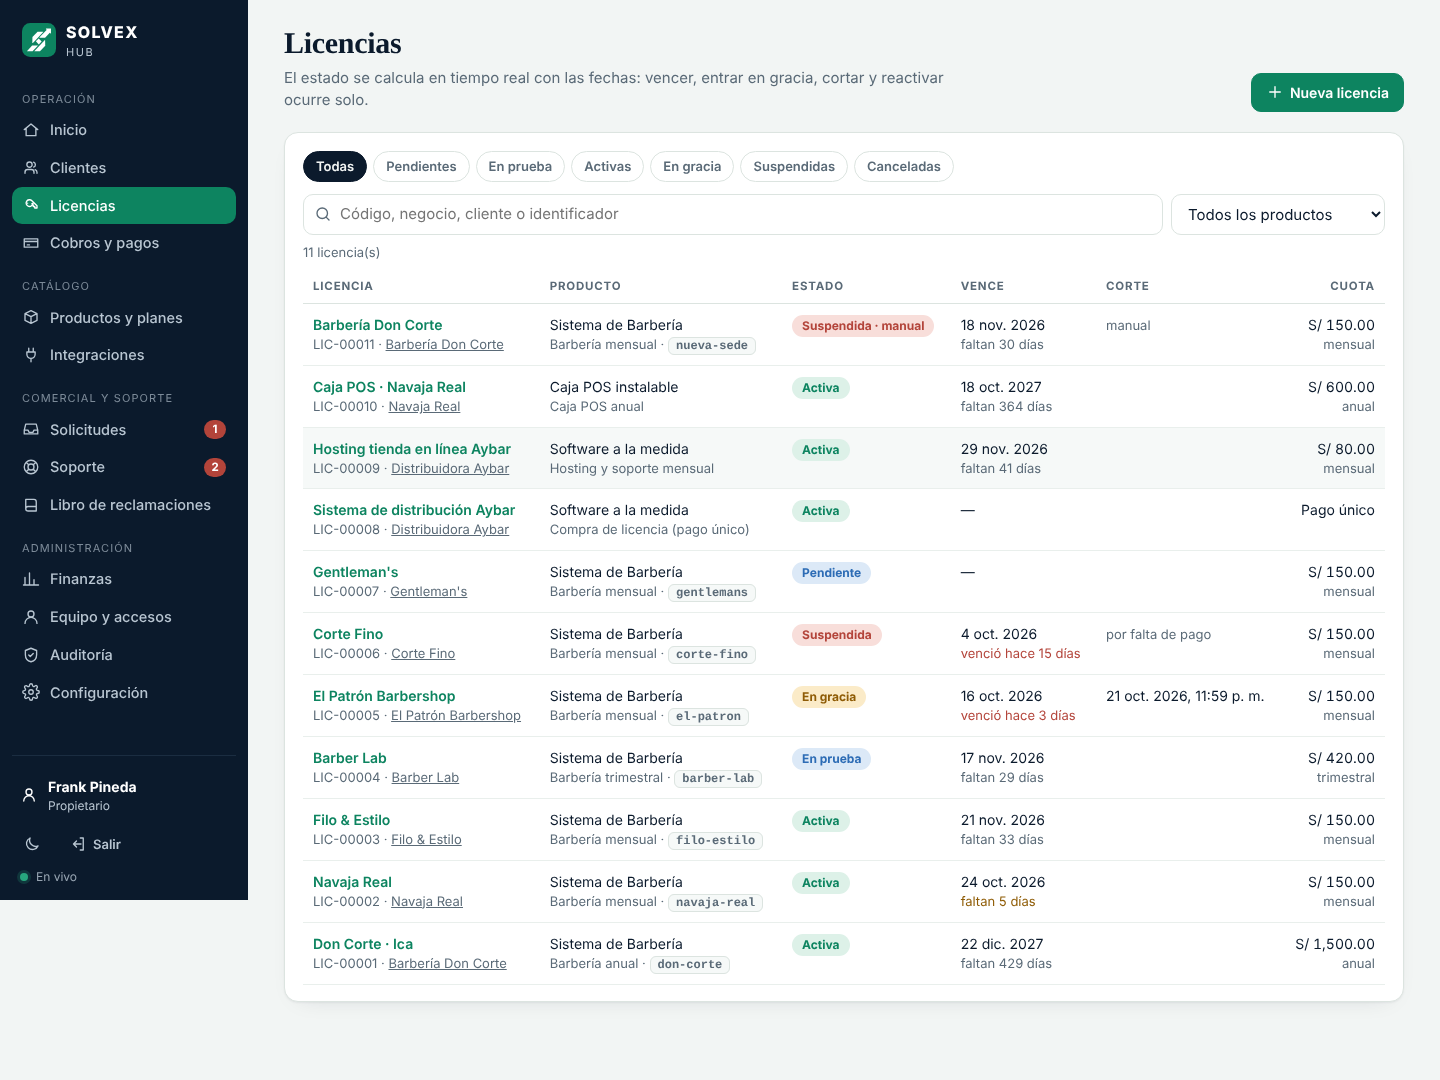 SOLVEX
HUB
OPERACIÓN
Inicio
Clientes
Licencias
Cobros y pagos
CATÁLOGO
Productos y planes
Integraciones
COMERCIAL Y SOPORTE
Solicitudes 1
Soporte 2
Libro de reclamaciones
ADMINISTRACIÓN
Finanzas
Equipo y accesos
Auditoría
Configuración
Frank Pineda
Propietario
Salir
En vivo
Licencias
El estado se calcula en tiempo real con las fechas: vencer, entrar en gracia, cortar y reactivar
ocurre solo.
Nueva licencia
Todas Pendientes En prueba Activas En gracia Suspendidas Canceladas
Código, negocio, cliente o identificador Todos los productos
11 licencia(s)
LICENCIA PRODUCTO ESTADO VENCE CORTE CUOTA
Barbería Don Corte Sistema de Barbería Suspendida · manual 18 nov. 2026 manual S/ 150.00
LIC-00011 · Barbería Don Corte Barbería mensual · nueva-sede faltan 30 días mensual
Caja POS · Navaja Real Caja POS instalable Activa 18 oct. 2027 S/ 600.00
LIC-00010 · Navaja Real Caja POS anual faltan 364 días anual
Hosting tienda en línea Aybar Software a la medida Activa 29 nov. 2026 S/ 80.00
LIC-00009 · Distribuidora Aybar Hosting y soporte mensual faltan 41 días mensual
Sistema de distribución Aybar Software a la medida Activa — Pago único
LIC-00008 · Distribuidora Aybar Compra de licencia (pago único)
Gentleman's Sistema de Barbería Pendiente — S/ 150.00
LIC-00007 · Gentleman's Barbería mensual · gentlemans mensual
Corte Fino Sistema de Barbería Suspendida 4 oct. 2026 por falta de pago S/ 150.00
LIC-00006 · Corte Fino Barbería mensual · corte-fino venció hace 15 días mensual
El Patrón Barbershop Sistema de Barbería En gracia 16 oct. 2026 21 oct. 2026, 11:59 p. m. S/ 150.00
LIC-00005 · El Patrón Barbershop Barbería mensual · el-patron venció hace 3 días mensual
Barber Lab Sistema de Barbería En prueba 17 nov. 2026 S/ 420.00
LIC-00004 · Barber Lab Barbería trimestral · barber-lab faltan 29 días trimestral
Filo & Estilo Sistema de Barbería Activa 21 nov. 2026 S/ 150.00
LIC-00003 · Filo & Estilo Barbería mensual · filo-estilo faltan 33 días mensual
Navaja Real Sistema de Barbería Activa 24 oct. 2026 S/ 150.00
LIC-00002 · Navaja Real Barbería mensual · navaja-real faltan 5 días mensual
Don Corte · Ica Sistema de Barbería Activa 22 dic. 2027 S/ 1,500.00
LIC-00001 · Barbería Don Corte Barbería anual · don-corte faltan 429 días anual